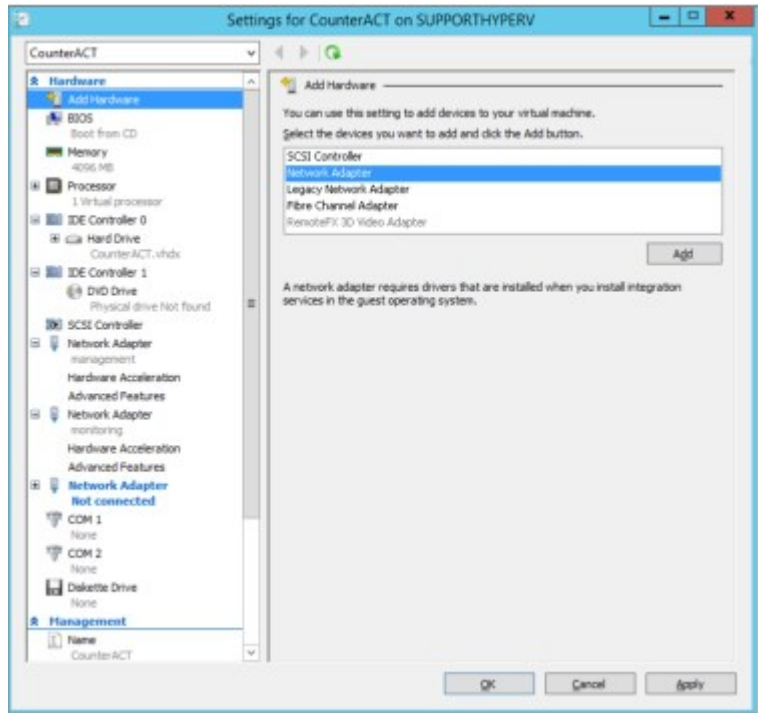 Settings for CounterACT on SUPPORTHYPERV
CounterACT
Hardware
Add Hardware
BIOS
Boot from CD
Memory
4096 MB
Processor
1 Virtual processor
IDE Controller 0
Hard Drive
CounterACT.vhdx
IDE Controller 1
DVD Drive
Physical drive Not found
SCSI Controller
Network Adapter
management
Hardware Acceleration
Advanced Features
Network Adapter
monitoring
Hardware Acceleration
Advanced Features
Network Adapter
Not connected
COM 1
None
COM 2
None
Diskette Drive
None
Management
Name
CounterACT
Add Hardware
You can use this setting to add devices to your virtual machine.
Select the devices you want to add and click the Add button.
SCSI Controller
Network Adapter
Legacy Network Adapter
Fibre Channel Adapter
RemoteFX 3D Video Adapter
Add
A network adapter requires drivers that are installed when you install integration
services in the guest operating system.
OK
Cancel
Apply